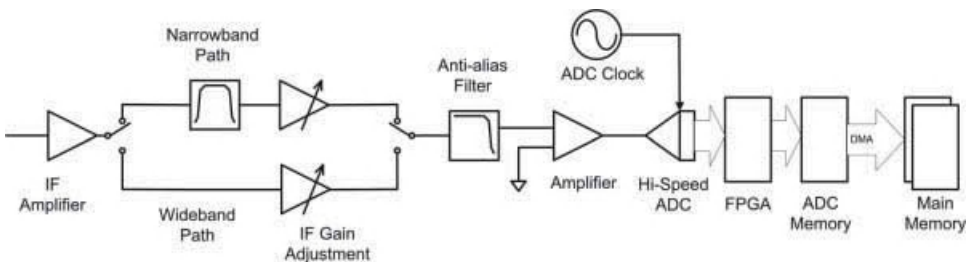 Narrowband
Path
IF
Amplifier
Wideband
Path
IF Gain
Adjustment
Anti-alias
Filter
ADC Clock
Amplifier
Hi-Speed
ADC
FPGA
ADC
Memory
DMA
Main
Memory